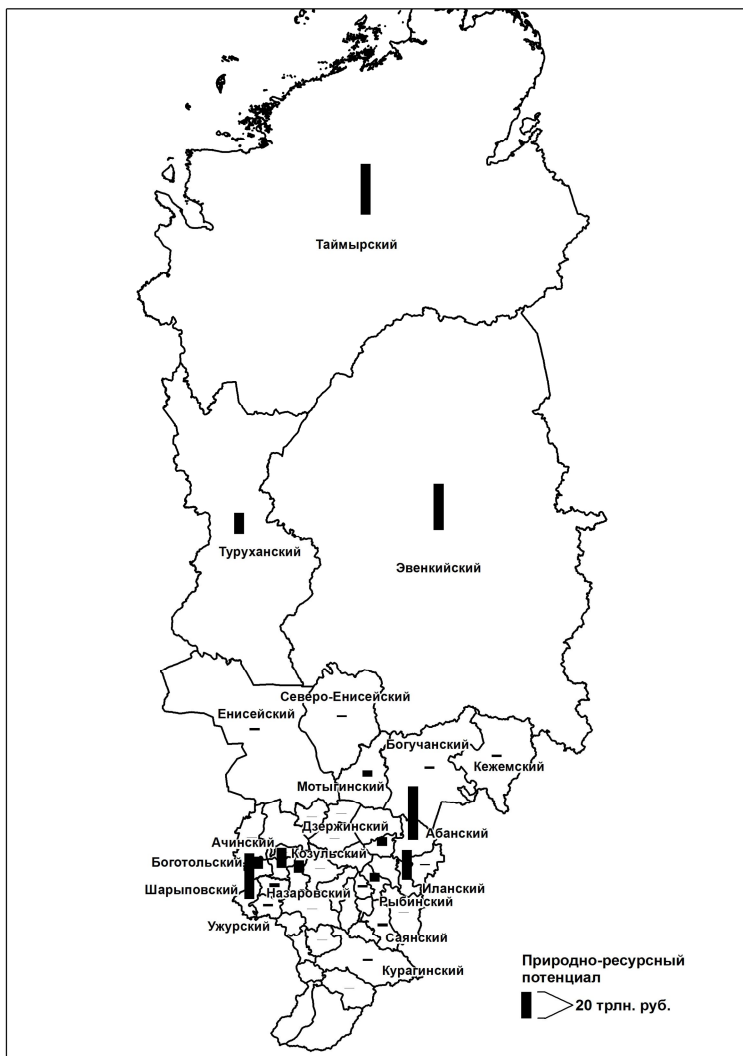 Таймырский
Туруханский
Эвенкийский
Северо-Енисейский
Енисейский
Богучанский
Кежемский
Мотыгинский
Дзержинский
Абанский
Ачинский
Козульский
Боготольский
Шарыповский
Назаровский
Иланский
Рыбинский
Ужурский
Саянский
Курагинский
Природно-ресурсный
потенциал
20 трлн. руб.